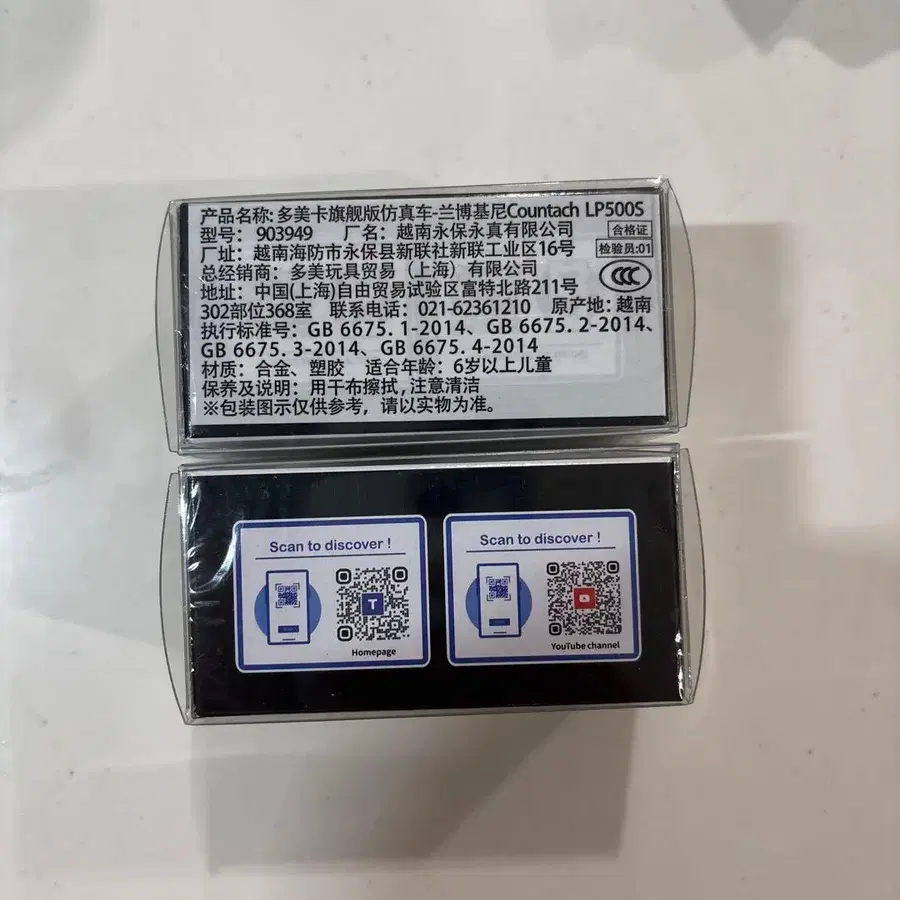 产品名称: 多美卡旗舰版仿真车-兰博基尼Countach LP500S
型号: 903949 厂名: 越南永保永真有限公司
合格证
厂址: 越南海防市永保县新联社新联工业区16号
检验员:01
总经销商: 多美玩具贸易（上海）有限公司
CCC
地址: 中国(上海)自由贸易试验区富特北路211号
302部位368室 联系电话: 021-62361210 原产地: 越南
执行标准号: GB 6675. 1-2014、GB 6675. 2-2014、
GB 6675. 3-2014、GB 6675. 4-2014
材质: 合金、塑胶 适合年龄: 6岁以上儿童
保养及说明: 用干布擦拭, 注意清洁
※包装图示仅供参考, 请以实物为准。
Scan to discover !
T
Homepage
Scan to discover !
YouTube channel